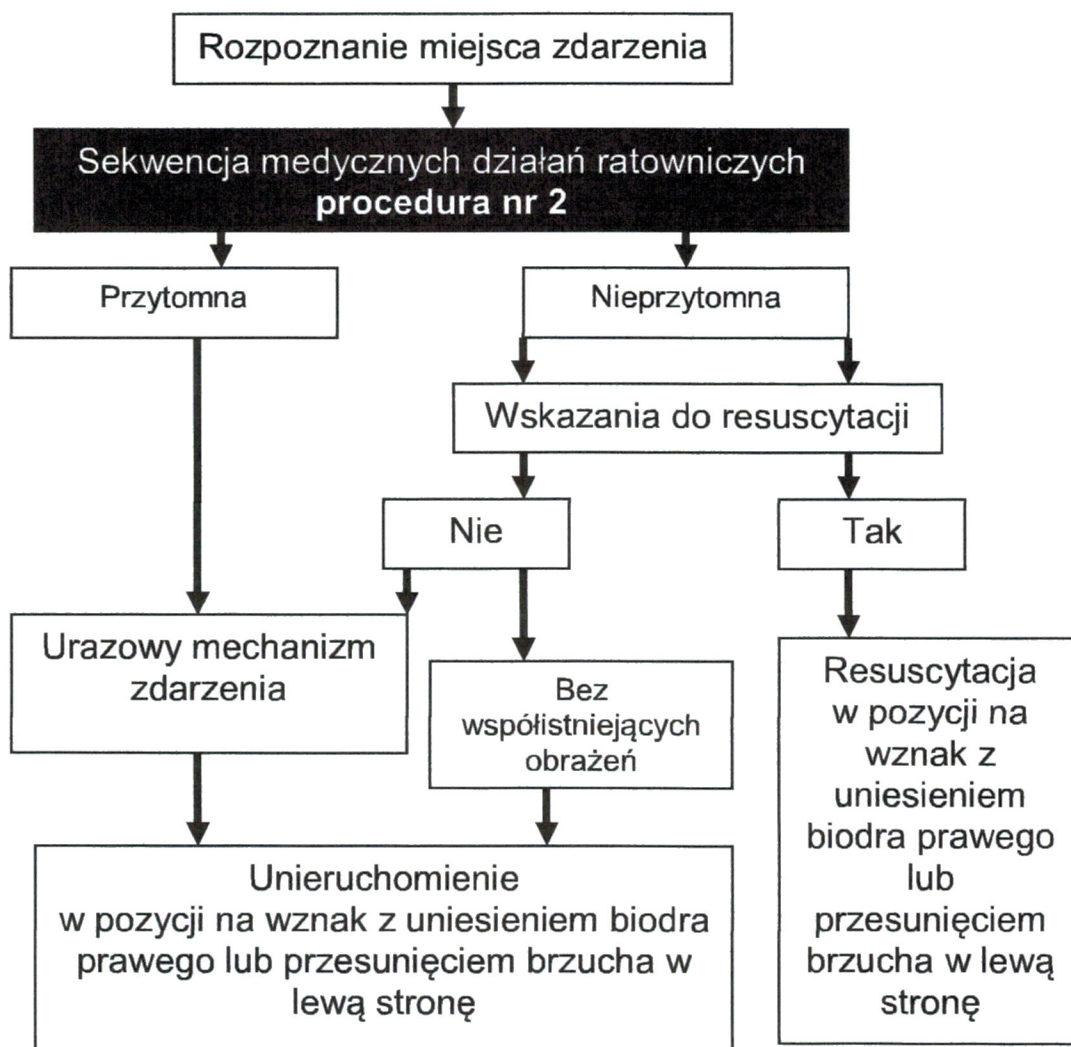 Rozpoznanie miejsca zdarzenia
Sekwencja medycznych działań ratowniczych
procedura nr 2
Przytomna
Nieprzytomna
Wskazania do resuscytacji
Nie
Tak
Urazowy mechanizm
zdarzenia
Bez
współistniejących
obrażeń
Resuscytacja
w pozycji na
wznak z
uniesieniem
biodra prawego
lub
przesunięciem
brzucha w lewą
stronę
Unieruchomienie
w pozycji na wznak z uniesieniem biodra
prawego lub przesunięciem brzucha w
lewą stronę